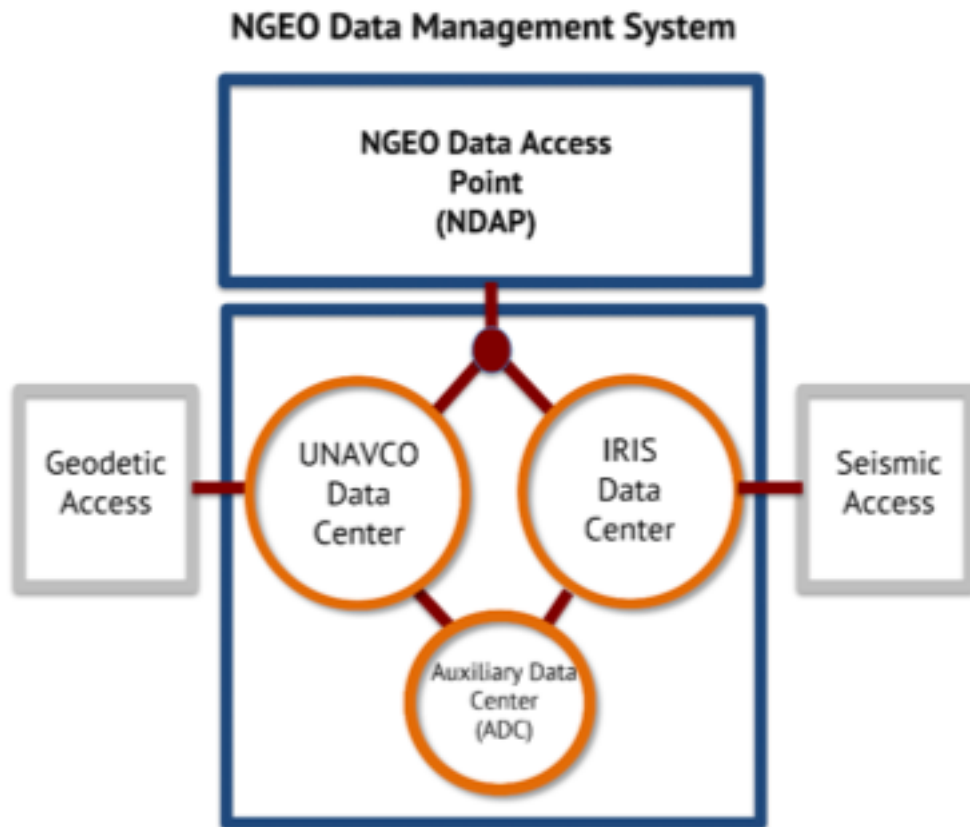 NGEO Data Management System
NGEO Data Access
Point
(NDAP)
Geodetic
Access
UNAVCO
Data
Center
IRIS
Data
Center
Seismic
Access
Auxiliary Data
Center
(ADC)